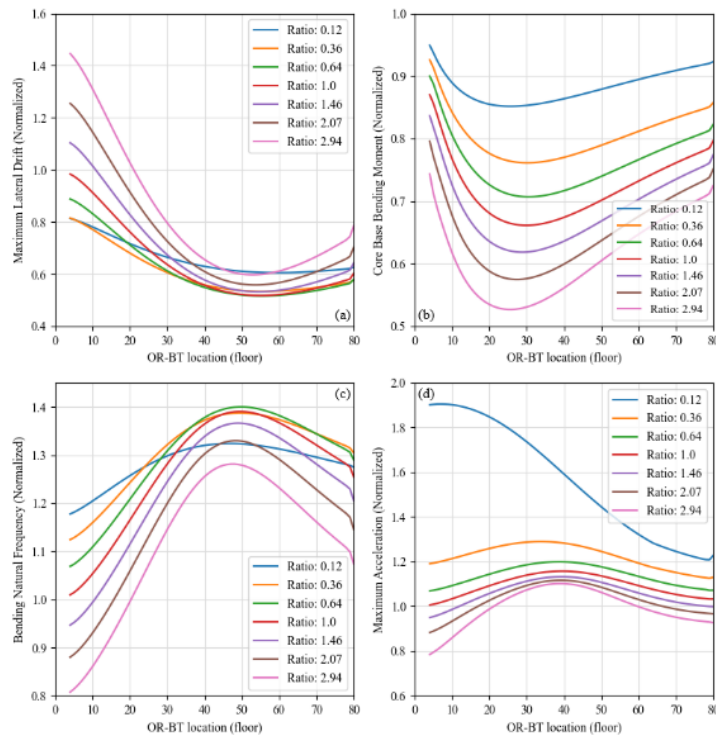 1.6
1.4
1.2
1.0
0.8
0.6
0.4
Maximum Lateral Drift (Normalized)
Ratio: 0.12
Ratio: 0.36
Ratio: 0.64
Ratio: 1.0
Ratio: 1.46
Ratio: 2.07
Ratio: 2.94
(a)
0 10 20 30 40 50 60 70 80
OR-BT location (floor)
1.0
0.9
0.8
0.7
0.6
0.5
Core Base Bending Moment (Normalized)
Ratio: 0.12
Ratio: 0.36
Ratio: 0.64
Ratio: 1.0
Ratio: 1.46
Ratio: 2.07
Ratio: 2.94
(b)
0 10 20 30 40 50 60 70 80
OR-BT location (floor)
(c)
1.4
1.3
1.2
1.1
1.0
0.9
0.8
Bending Natural Frequency (Normalized)
Ratio: 0.12
Ratio: 0.36
Ratio: 0.64
Ratio: 1.0
Ratio: 1.46
Ratio: 2.07
Ratio: 2.94
0 10 20 30 40 50 60 70 80
OR-BT location (floor)
(d)
2.0
1.8
1.6
1.4
1.2
1.0
0.8
0.6
Maximum Acceleration (Normalized)
Ratio: 0.12
Ratio: 0.36
Ratio: 0.64
Ratio: 1.0
Ratio: 1.46
Ratio: 2.07
Ratio: 2.94
0 10 20 30 40 50 60 70 80
OR-BT location (floor)